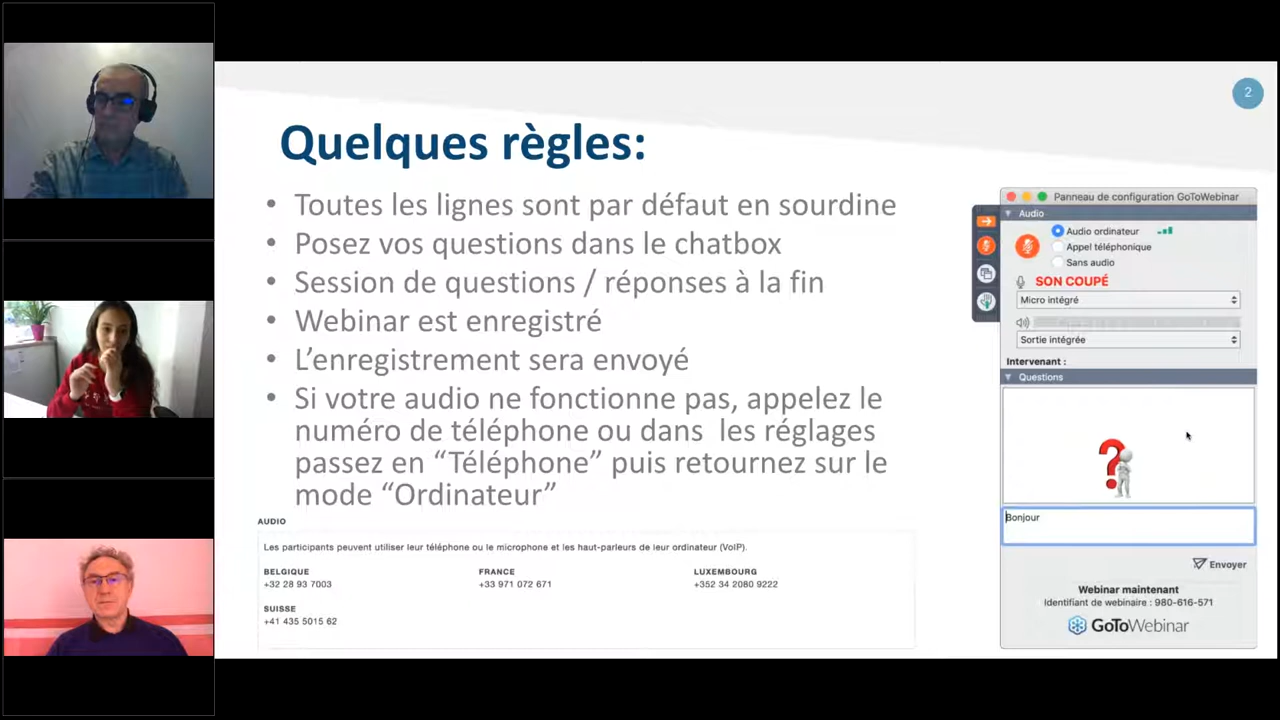 2
Quelques règles:
• Toutes les lignes sont par défaut en sourdine
• Posez vos questions dans le chatbox
• Session de questions / réponses à la fin
• Webinar est enregistré
• L’enregistrement sera envoyé
• Si votre audio ne fonctionne pas, appelez le
numéro de téléphone ou dans les réglages
passez en “Téléphone” puis retournez sur le
mode “Ordinateur”
AUDIO
Les participants peuvent utiliser leur téléphone ou le microphone et les haut-parleurs de leur ordinateur (VoIP).
BELGIQUE FRANCE LUXEMBOURG
+32 28 93 7003 +33 971 072 671 +352 34 2080 9222
SUISSE
+41 435 5015 62
Panneau de configuration GoToWebinar
Audio
Audio ordinateur
Appel téléphonique
Sans audio
SON COUPÉ
Micro intégré
Sortie intégrée
Intervenant :
Questions
?
Bonjour
Envoyer
Webinar maintenant
Identifiant de webinaire : 980-616-571
GoToWebinar